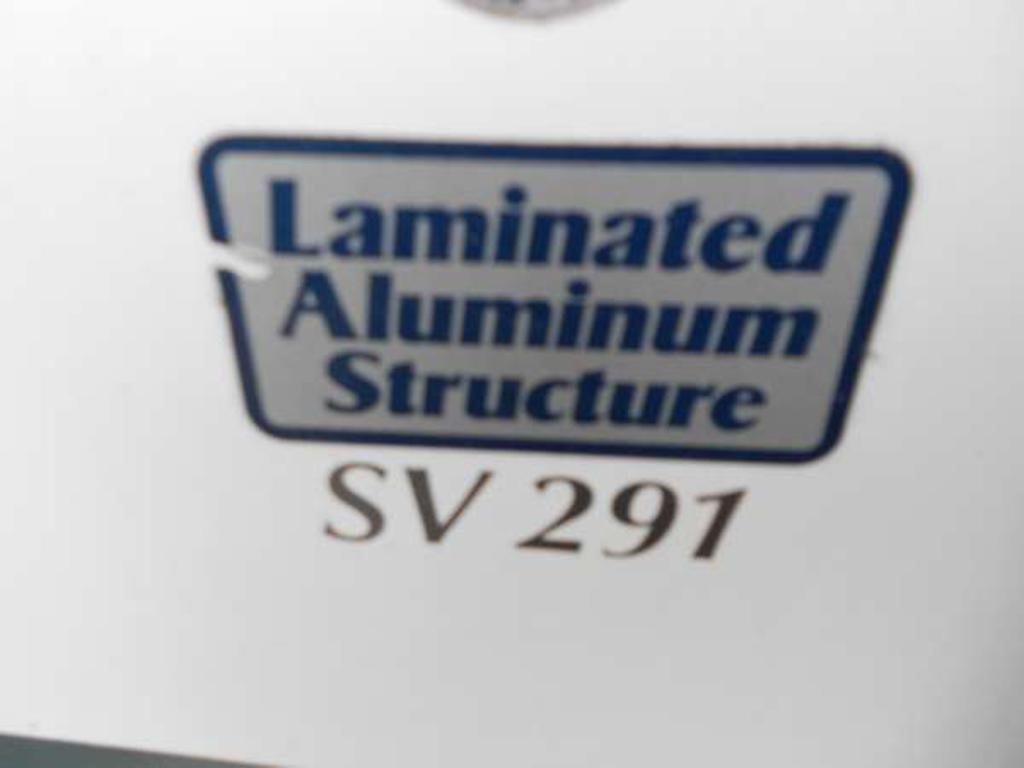 Laminated
Aluminum
Structure
SV 291